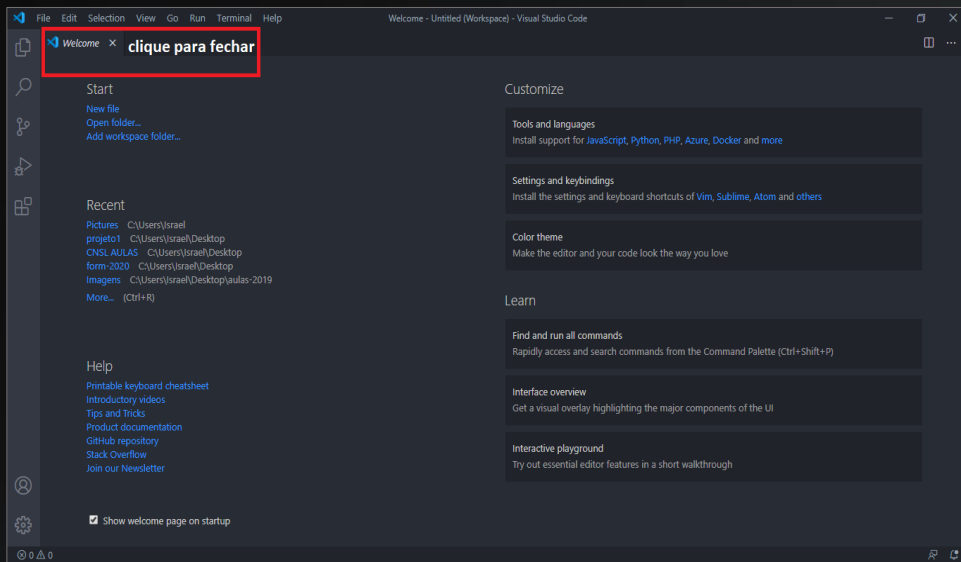 File Edit Selection View Go Run Terminal Help
Welcome - Untitled (Workspace) - Visual Studio Code
Welcome
clique para fechar
Start
New file
Open folder...
Add workspace folder...
Recent
Pictures C:\Users\Israel
projeto1 C:\Users\Israel\Desktop
CNSL AULAS C:\Users\Israel\Desktop
form-2020 C:\Users\Israel\Desktop
Imagens C:\Users\Israel\Desktop\aulas-2019
More... (Ctrl+R)
Help
Printable keyboard cheatsheet
Introductory videos
Tips and Tricks
Product documentation
GitHub repository
Stack Overflow
Join our Newsletter
Show welcome page on startup
Customize
Tools and languages
Install support for JavaScript, Python, PHP, Azure, Docker and more
Settings and keybindings
Install the settings and keyboard shortcuts of Vim, Sublime, Atom and others
Color theme
Make the editor and your code look the way you love
Learn
Find and run all commands
Rapidly access and search commands from the Command Palette (Ctrl+Shift+P)
Interface overview
Get a visual overlay highlighting the major components of the UI
Interactive playground
Try out essential editor features in a short walkthrough
0 0